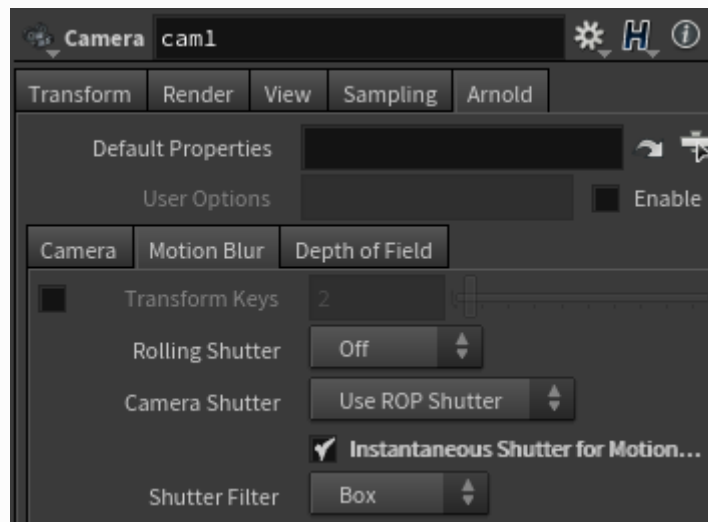 Camera cam1
Transform Render View Sampling Arnold
Default Properties
User Options Enable
Camera Motion Blur Depth of Field
Transform Keys 2
Rolling Shutter Off
Camera Shutter Use ROP Shutter
Instantaneous Shutter for Motion...
Shutter Filter Box